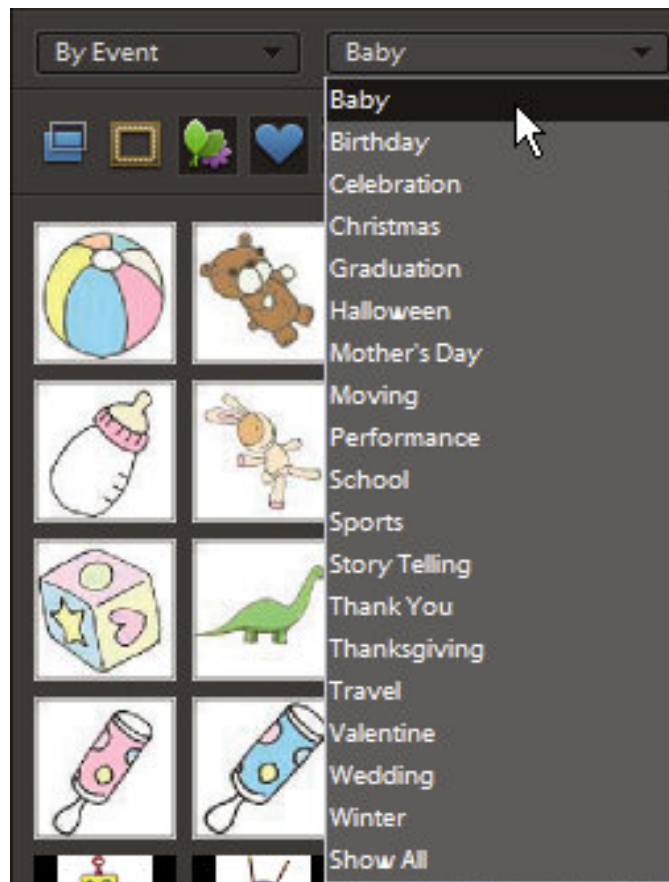 By Event
Baby
Baby
Birthday
Celebration
Christmas
Graduation
Halloween
Mother's Day
Moving
Performance
School
Sports
Story Telling
Thank You
Thanksgiving
Travel
Valentine
Wedding
Winter
Show All